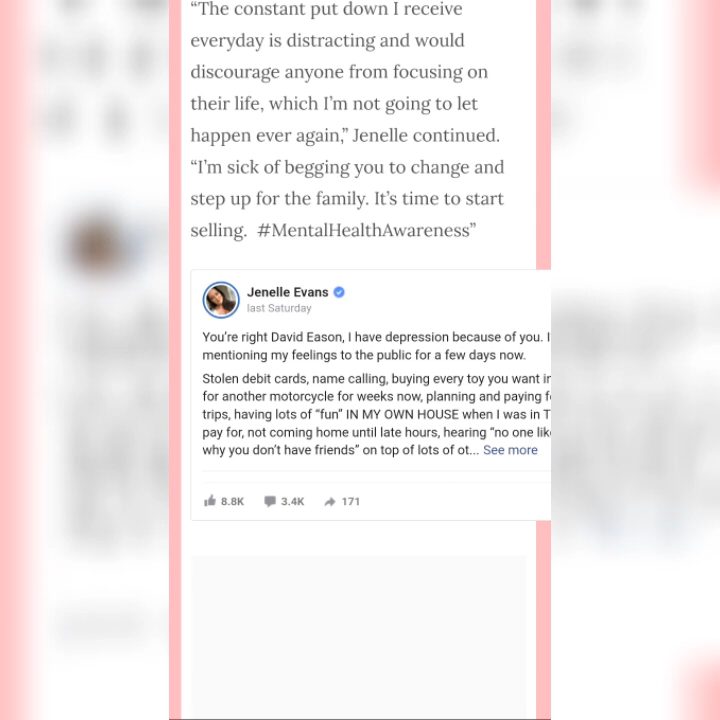 “The constant put down I receive
everyday is distracting and would
discourage anyone from focusing on
their life, which I’m not going to let
happen ever again,” Jenelle continued.
“I’m sick of begging you to change and
step up for the family. It’s time to start
selling.  #MentalHealthAwareness”
Jenelle Evans
last Saturday
You’re right David Eason, I have depression because of you. I
mentioning my feelings to the public for a few days now.
Stolen debit cards, name calling, buying every toy you want
for another motorcycle for weeks now, planning and paying
trips, having lots of “fun” IN MY OWN HOUSE when I was in
pay for, not coming home until late hours, hearing “no one
why you don’t have friends” on top of lots of ot... See more
8.8K 3.4K 171